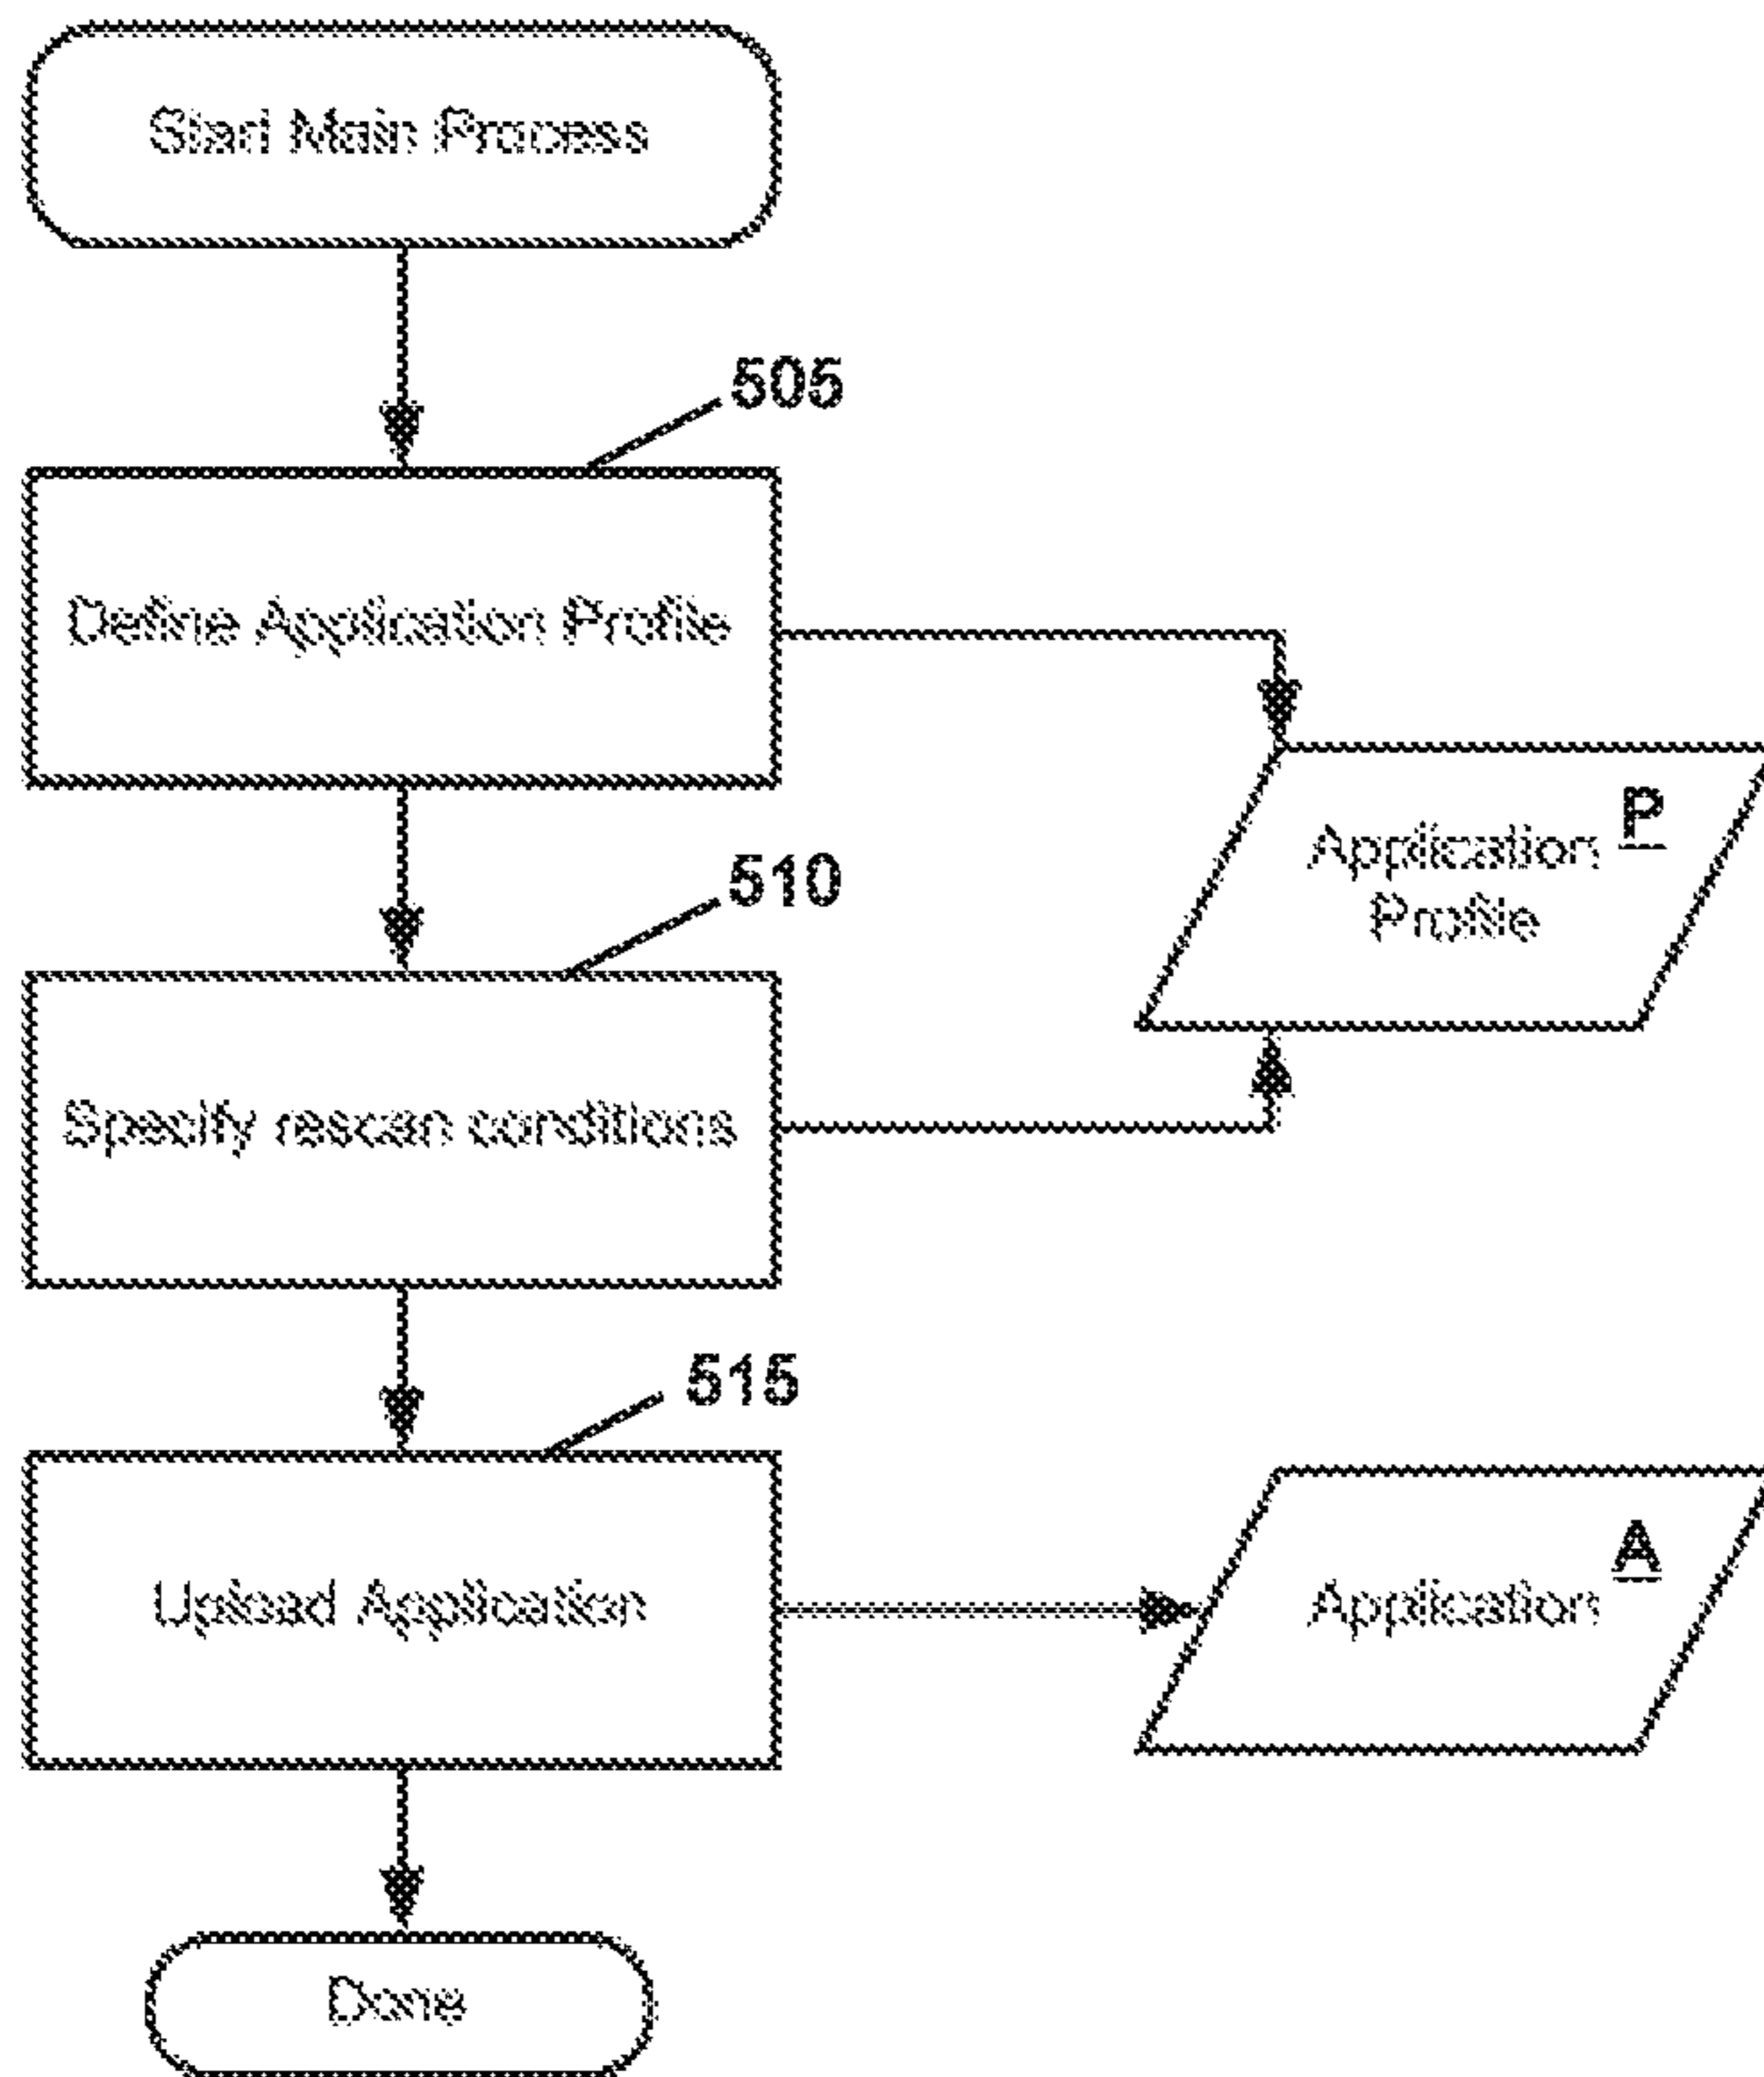 Start Main Process
505
Define Application Profile
P
Application
Profile
510
Specify rescan conditions
515
Upload Application
A
Application
Done